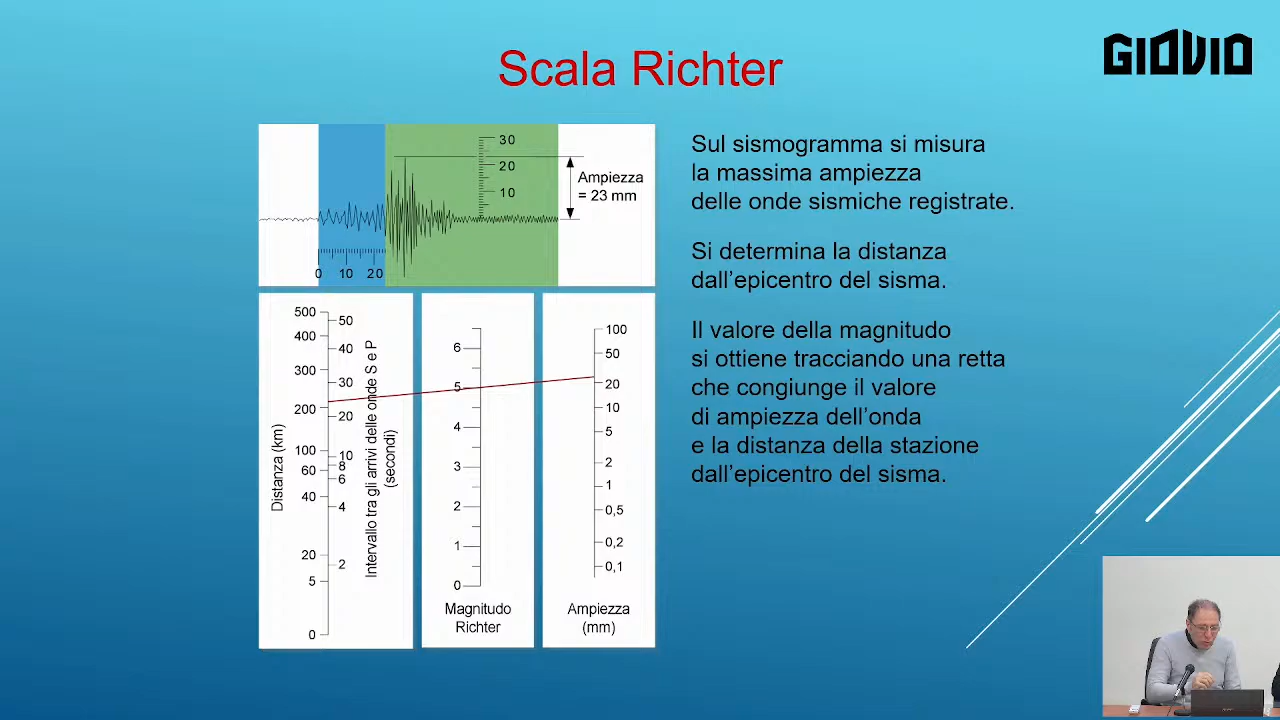 GIOVIO
Scala Richter
30
20
10
Ampiezza
= 23 mm
0 10 20
Sul sismogramma si misura
la massima ampiezza
delle onde sismiche registrate.
Si determina la distanza
dall'epicentro del sisma.
Il valore della magnitudo
si ottiene tracciando una retta
che congiunge il valore
di ampiezza dell'onda
e la distanza della stazione
dall'epicentro del sisma.
500
400
300
200
100
60
40
20
5
0
Distanza (km)
50
40
30
20
10
8
6
4
2
Intervallo tra gli arrivi delle onde S e P
(secondi)
6
5
4
3
2
1
0
Magnitudo
Richter
100
50
20
10
5
2
1
0,5
0,2
0,1
Ampiezza
(mm)